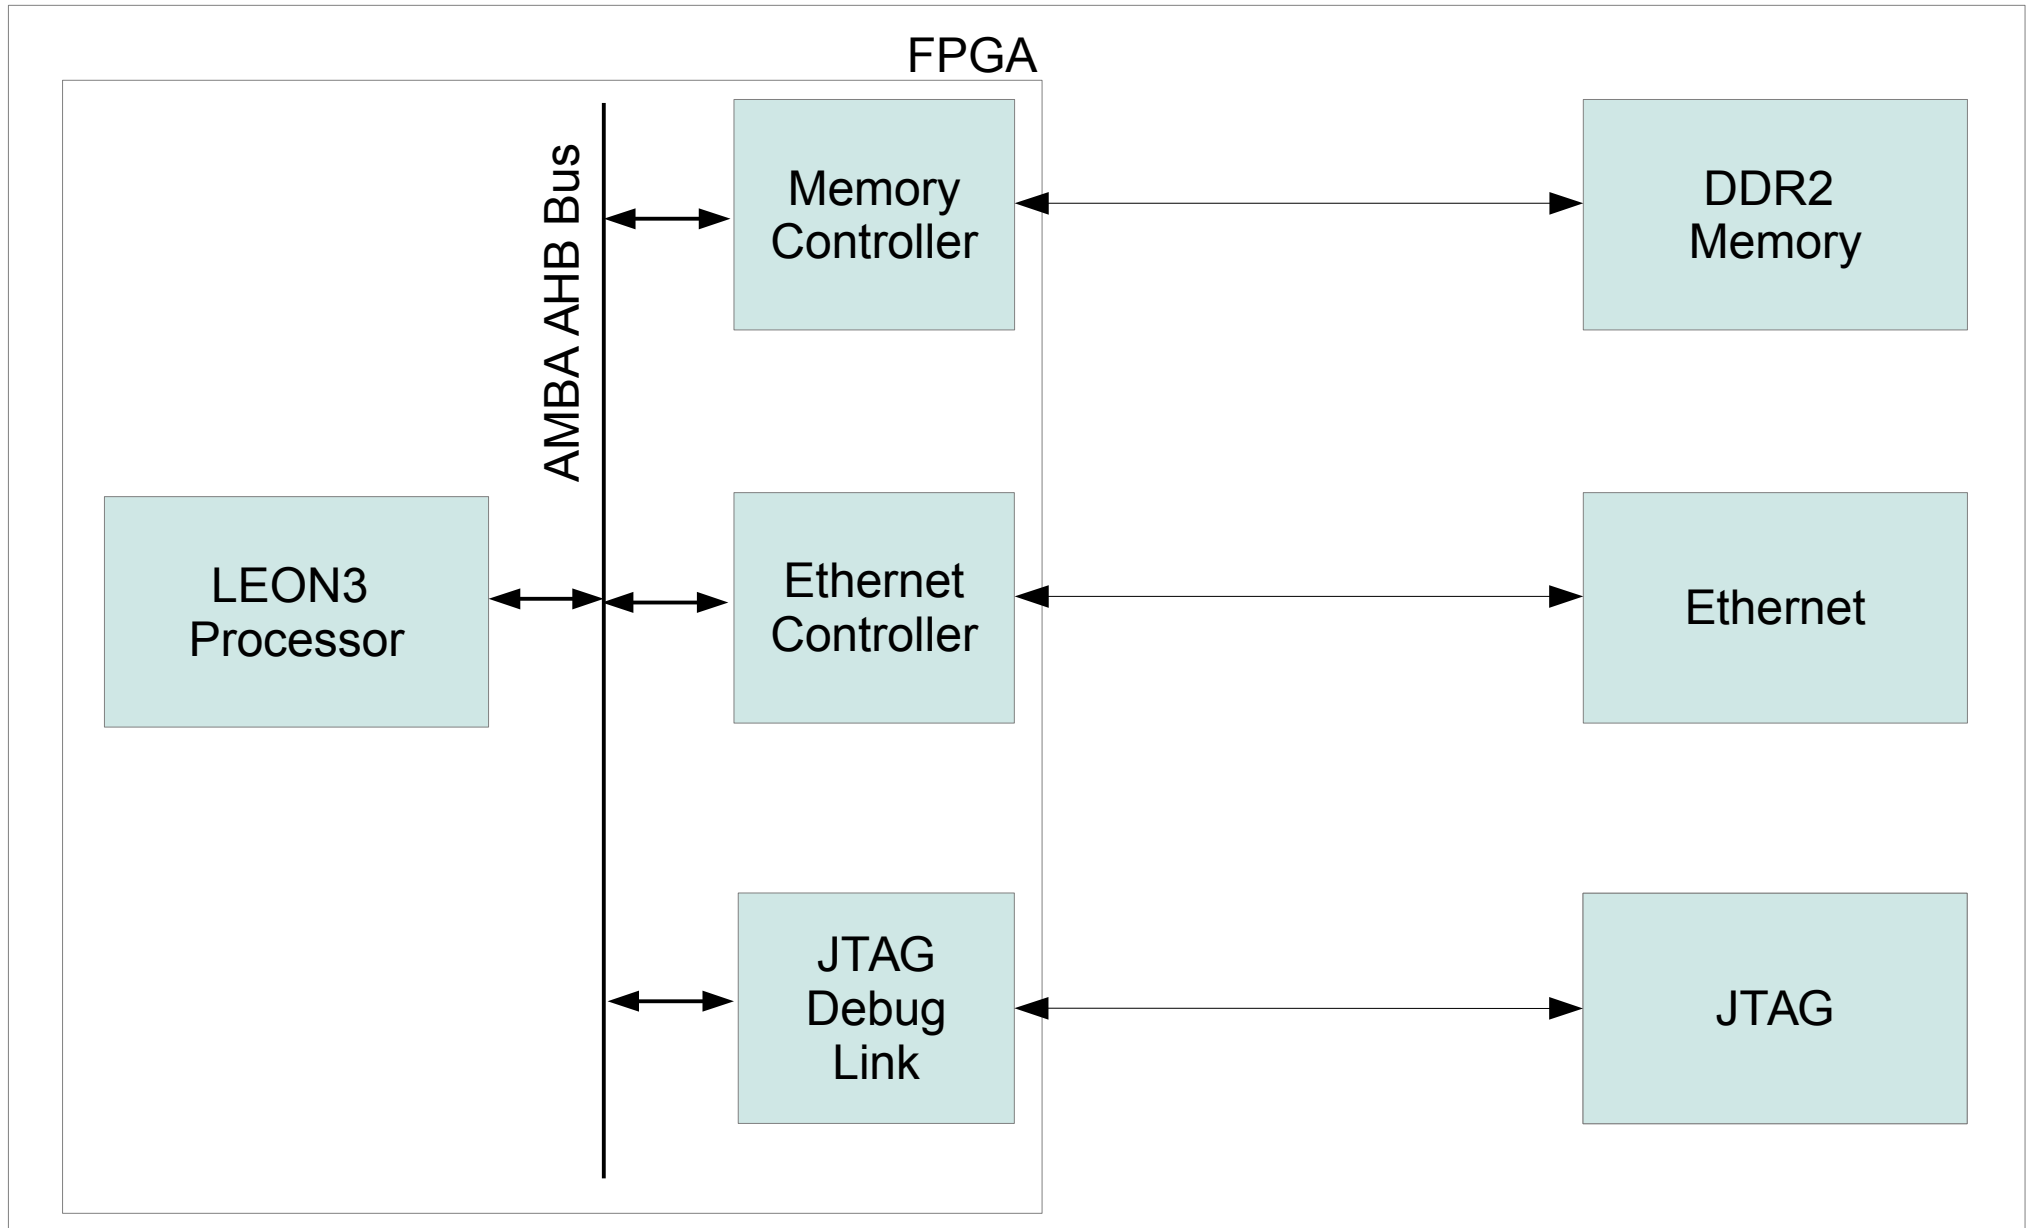 FPGA
AMBA AHB Bus
Memory
Controller
DDR2
Memory
LEON3
Processor
Ethernet
Controller
Ethernet
JTAG
Debug
Link
JTAG